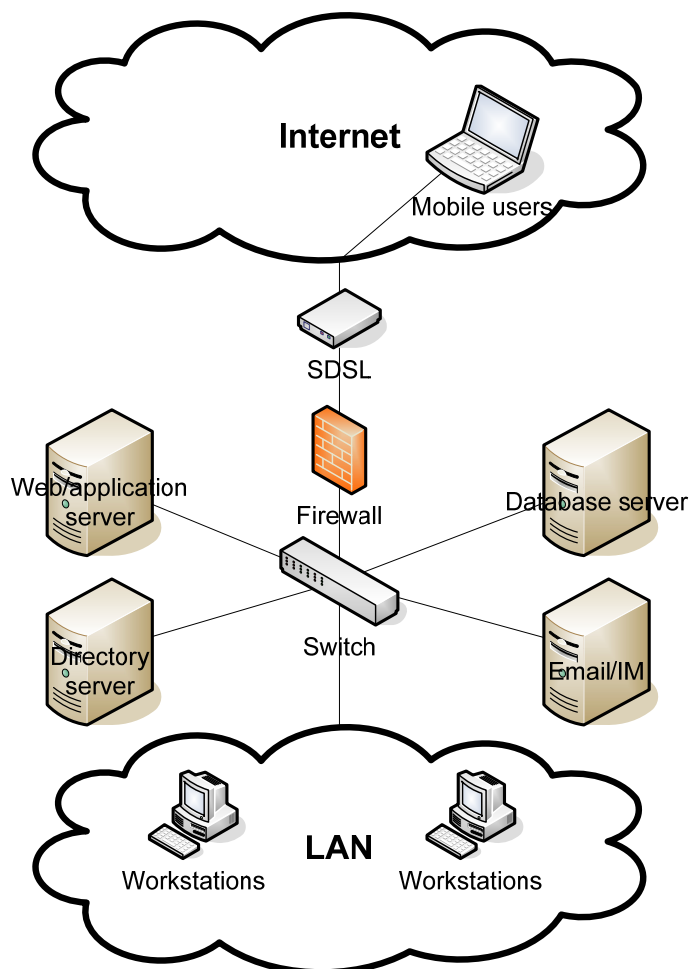 Internet
Mobile users
SDSL
Firewall
Web/application
server
Database server
Switch
Directory
server
Email/IM
LAN
Workstations
Workstations